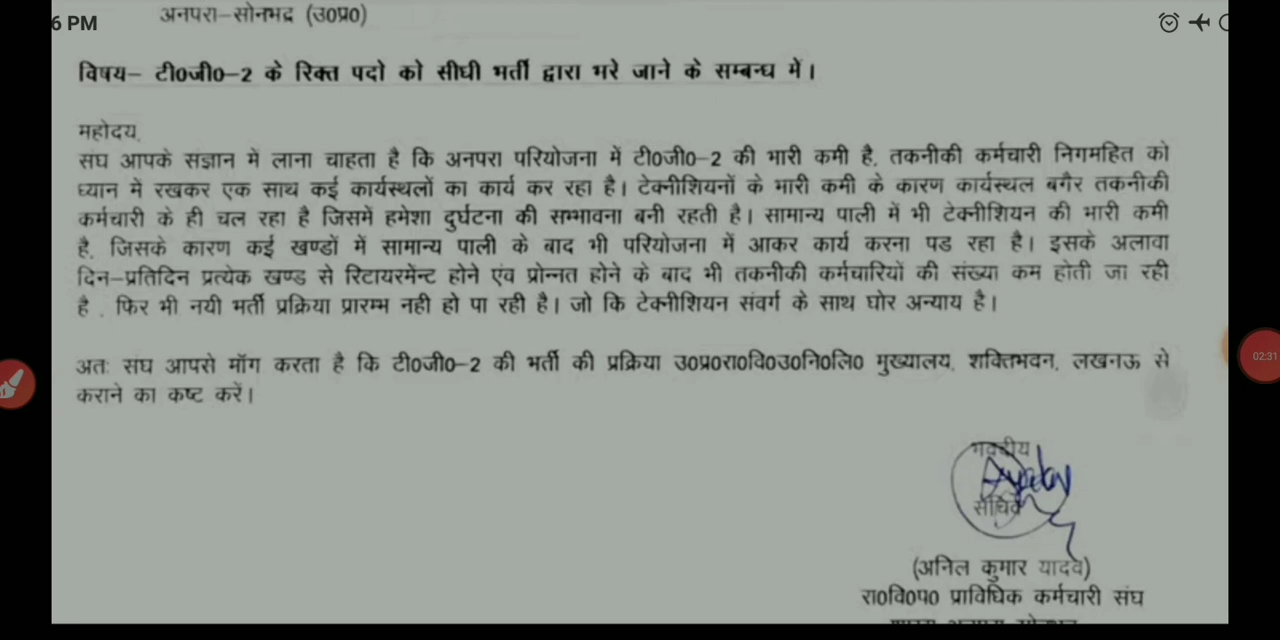 6 PM
अनपरा–सोनभद्र (उ0प्र0)
विषय– टी0जी0–2 के रिक्त पदो को सीधी भर्ती द्वारा भरे जाने के सम्बन्ध में।
महोदय,
संघ आपके संज्ञान में लाना चाहता है कि अनपरा परियोजना में टी0जी0–2 की भारी कमी है, तकनीकी कर्मचारी निगमहित को
ध्यान में रखकर एक साथ कई कार्यस्थलों का कार्य कर रहा है। टेक्नीशियनों के भारी कमी के कारण कार्यस्थल बगैर तकनीकी
कर्मचारी के ही चल रहा है जिसमें हमेशा दुर्घटना की सम्भावना बनी रहती है। सामान्य पाली में भी टेक्नीशियन की भारी कमी
है, जिसके कारण कई खण्डों में सामान्य पाली के बाद भी परियोजना में आकर कार्य करना पड रहा है। इसके अलावा
दिन–प्रतिदिन प्रत्येक खण्ड से रिटायरमेंन्ट होने एंव प्रोन्नत होने के बाद भी तकनीकी कर्मचारियों की संख्या कम होती जा रही
है , फिर भी नयी भर्ती प्रक्रिया प्रारम्भ नही हो पा रही है। जो कि टेक्नीशियन संवर्ग के साथ घोर अन्याय है।
अतः संघ आपसे मॉग करता है कि टी0जी0–2 की भर्ती की प्रक्रिया उ0प्र0रा0वि0उ0नि0लि0 मुख्यालय, शक्तिभवन, लखनऊ से
कराने का कष्ट करें।
02:31
भवदीय
सचिव
(अनिल कुमार यादव)
रा0वि0प0 प्राविधिक कर्मचारी संघ